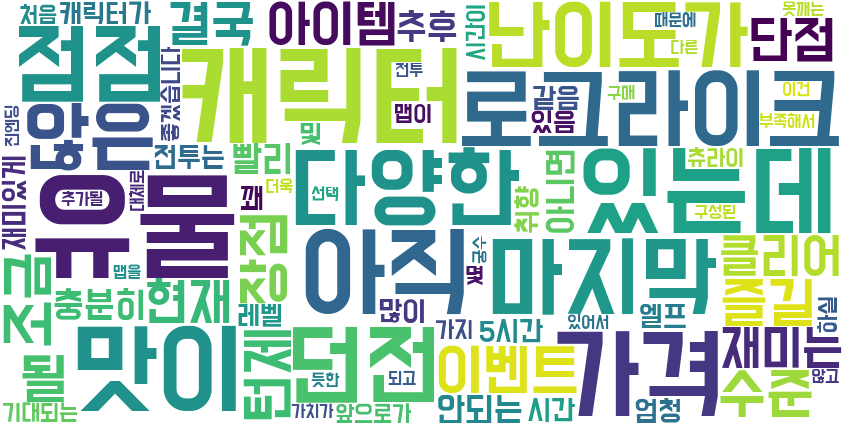 처음
캐릭터가
결국
아이템
추후
시간이
난이도가
때문에
못깨는
다른
단점
점점
좋겠습니다
캐릭터
전투
맵이
로그라이크
같음
있음
구매
이건
부족해서
진엔딩
않은
전투는
빨리
재미있게
추가될
대체로
유물
꽤
더욱
선택
다양한
취향
아니면
있는데
츄라이
구성된
맵을
장점
아직
궁수
마지막
클리어
조금
충분히
현재
레벨
많이
가지
5시간
있어서
엘프
즐길
하실
될
맛이
턴제
던전
듯한
되고
이벤트
가격
재미는
않고
수준
기대되는
가치가
앞으로가
안되는
시간
엄청